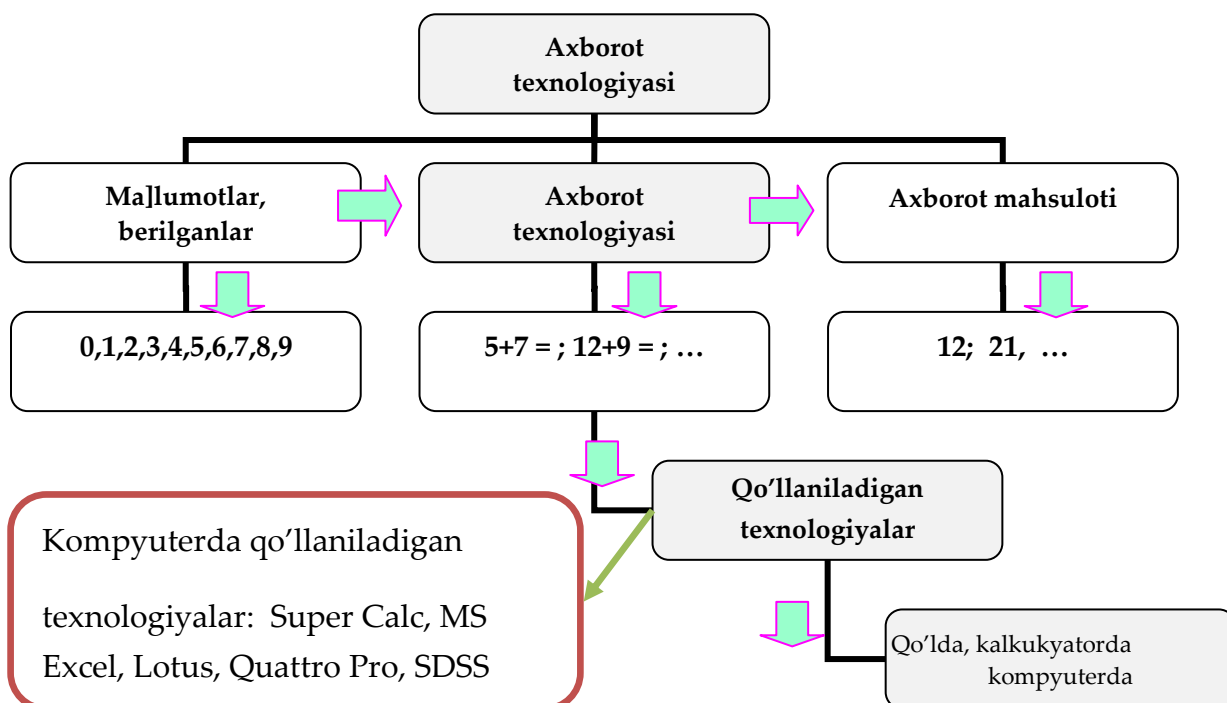 Axborot
texnologiyasi
Ma]lumotlar,
berilganlar
Axborot
texnologiyasi
Axborot mahsuloti
0,1,2,3,4,5,6,7,8,9
5+7 = ; 12+9 = ; …
12;  21,  …
Qo'llaniladigan
texnologiyalar
Kompyuterda qo'llaniladigan
texnologiyalar:  Super Calc, MS
Excel, Lotus, Quattro Pro, SDSS
Qo'lda, kalkukyatorda
kompyuterda